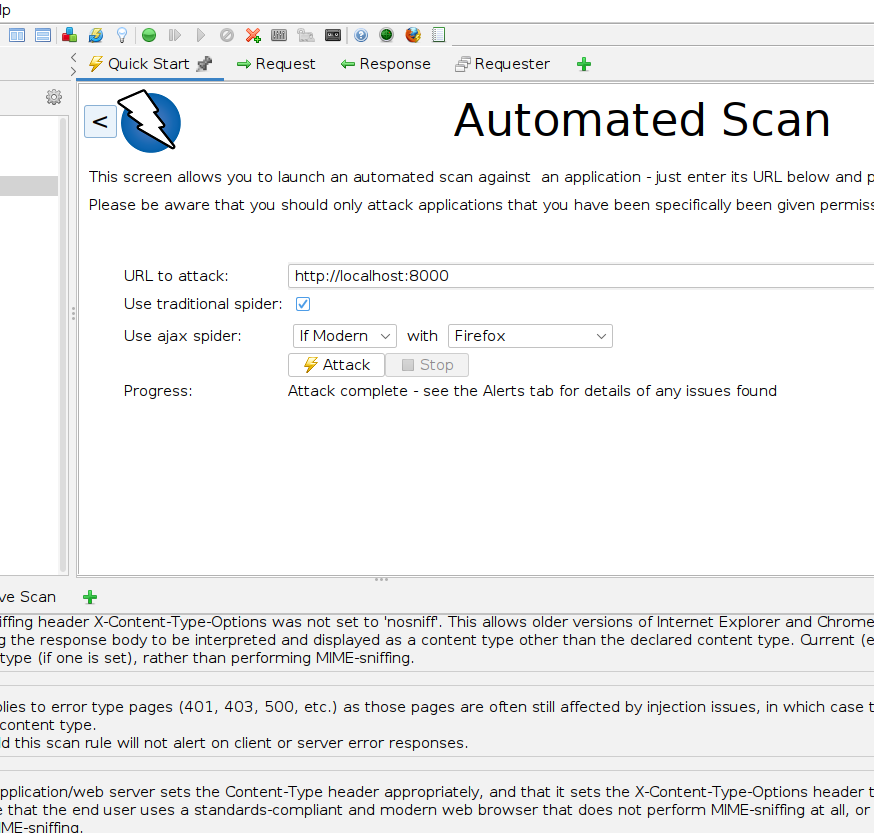 Quick Start
Request
Response
Requester
<
Automated Scan
This screen allows you to launch an automated scan against an application - just enter its URL below and
Please be aware that you should only attack applications that you have been specifically been given
URL to attack:
http://localhost:8000
Use traditional spider:
Use ajax spider:
If Modern
with
Firefox
Attack
Stop
Progress:
Attack complete - see the Alerts tab for details of any issues found
Scan
header X-Content-Type-Options was not set to 'nosniff'. This allows older versions of Internet Explorer and Chrome
the response body to be interpreted and displayed as a content type other than the declared content type. Current
type (if one is set), rather than performing MIME-sniffing.
to error type pages (401, 403, 500, etc.) as those pages are often still affected by injection issues, in which case
content type.
this scan rule will not alert on client or server error responses.
application/web server sets the Content-Type header appropriately, and that it sets the X-Content-Type-Options header
that the end user uses a standards-compliant and modern web browser that does not perform MIME-sniffing at all, or